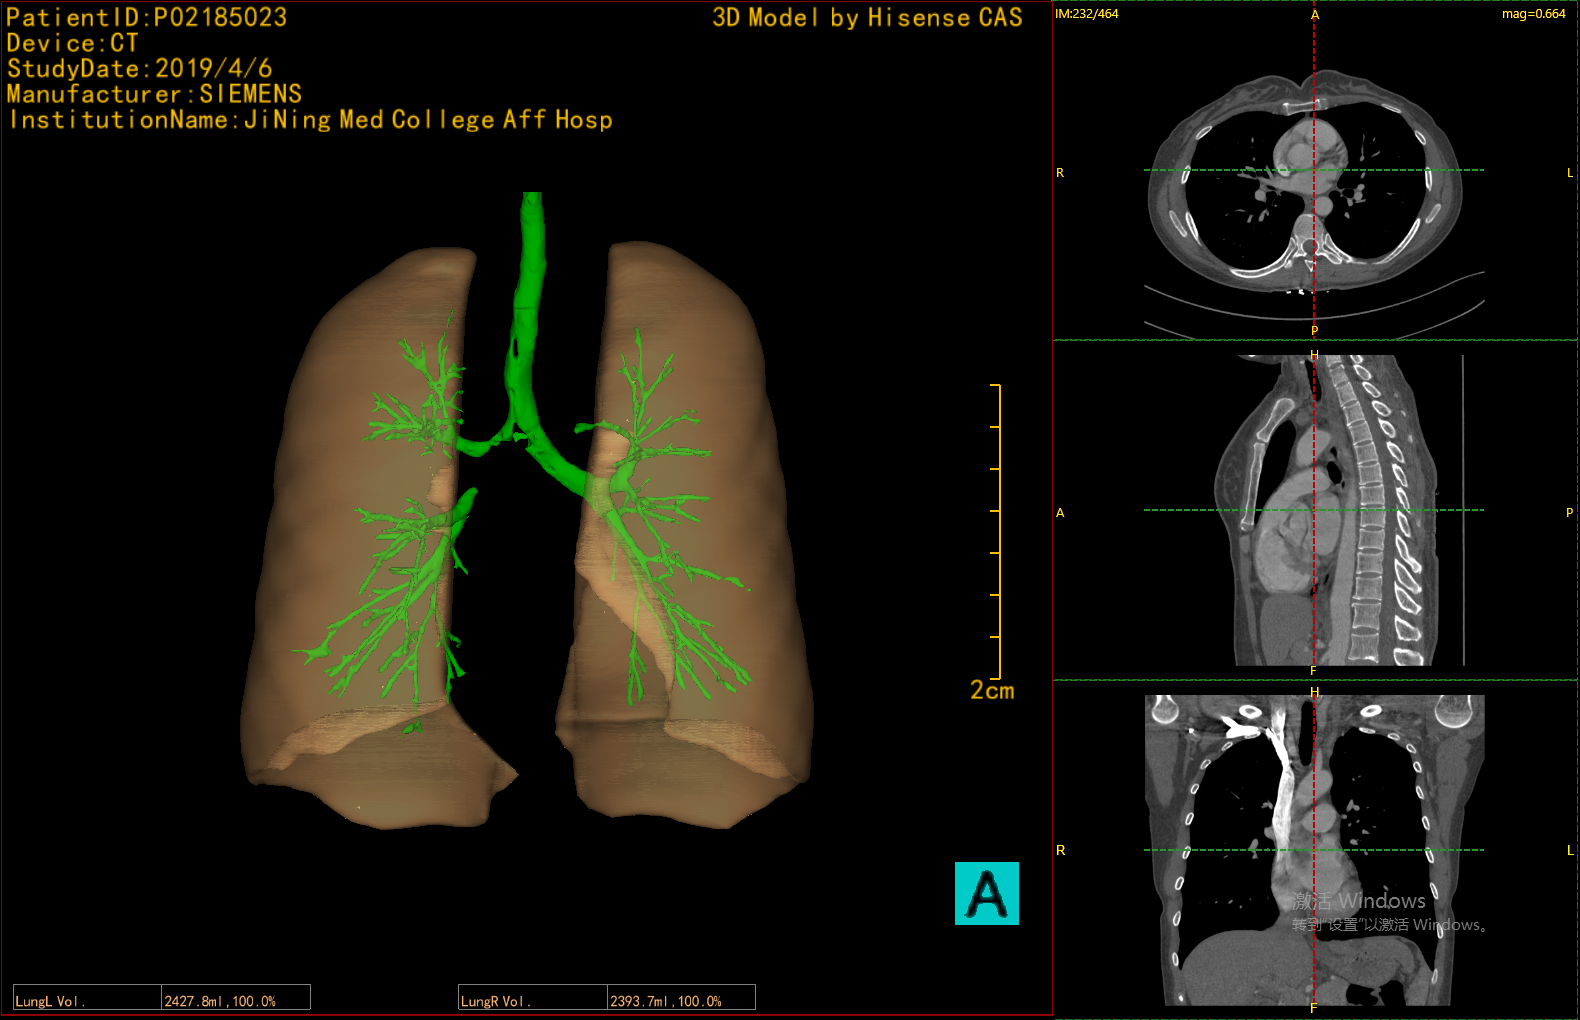 PatientID:P02185023
Device:CT
StudyDate:2019/4/6
Manufacturer:SIEMENS
InstitutionName:JiNing Med College Aff Hosp
3D Model by Hisense CAS
2cm
A
LungL Vol.
2427.8ml,100.0%
LungR Vol.
2393.7ml,100.0%
IM:232/464
A
mag=0.664
R
L
P
H
A
P
F
H
R
L
激活 Windows
转到“设置”以激活 Windows。
F